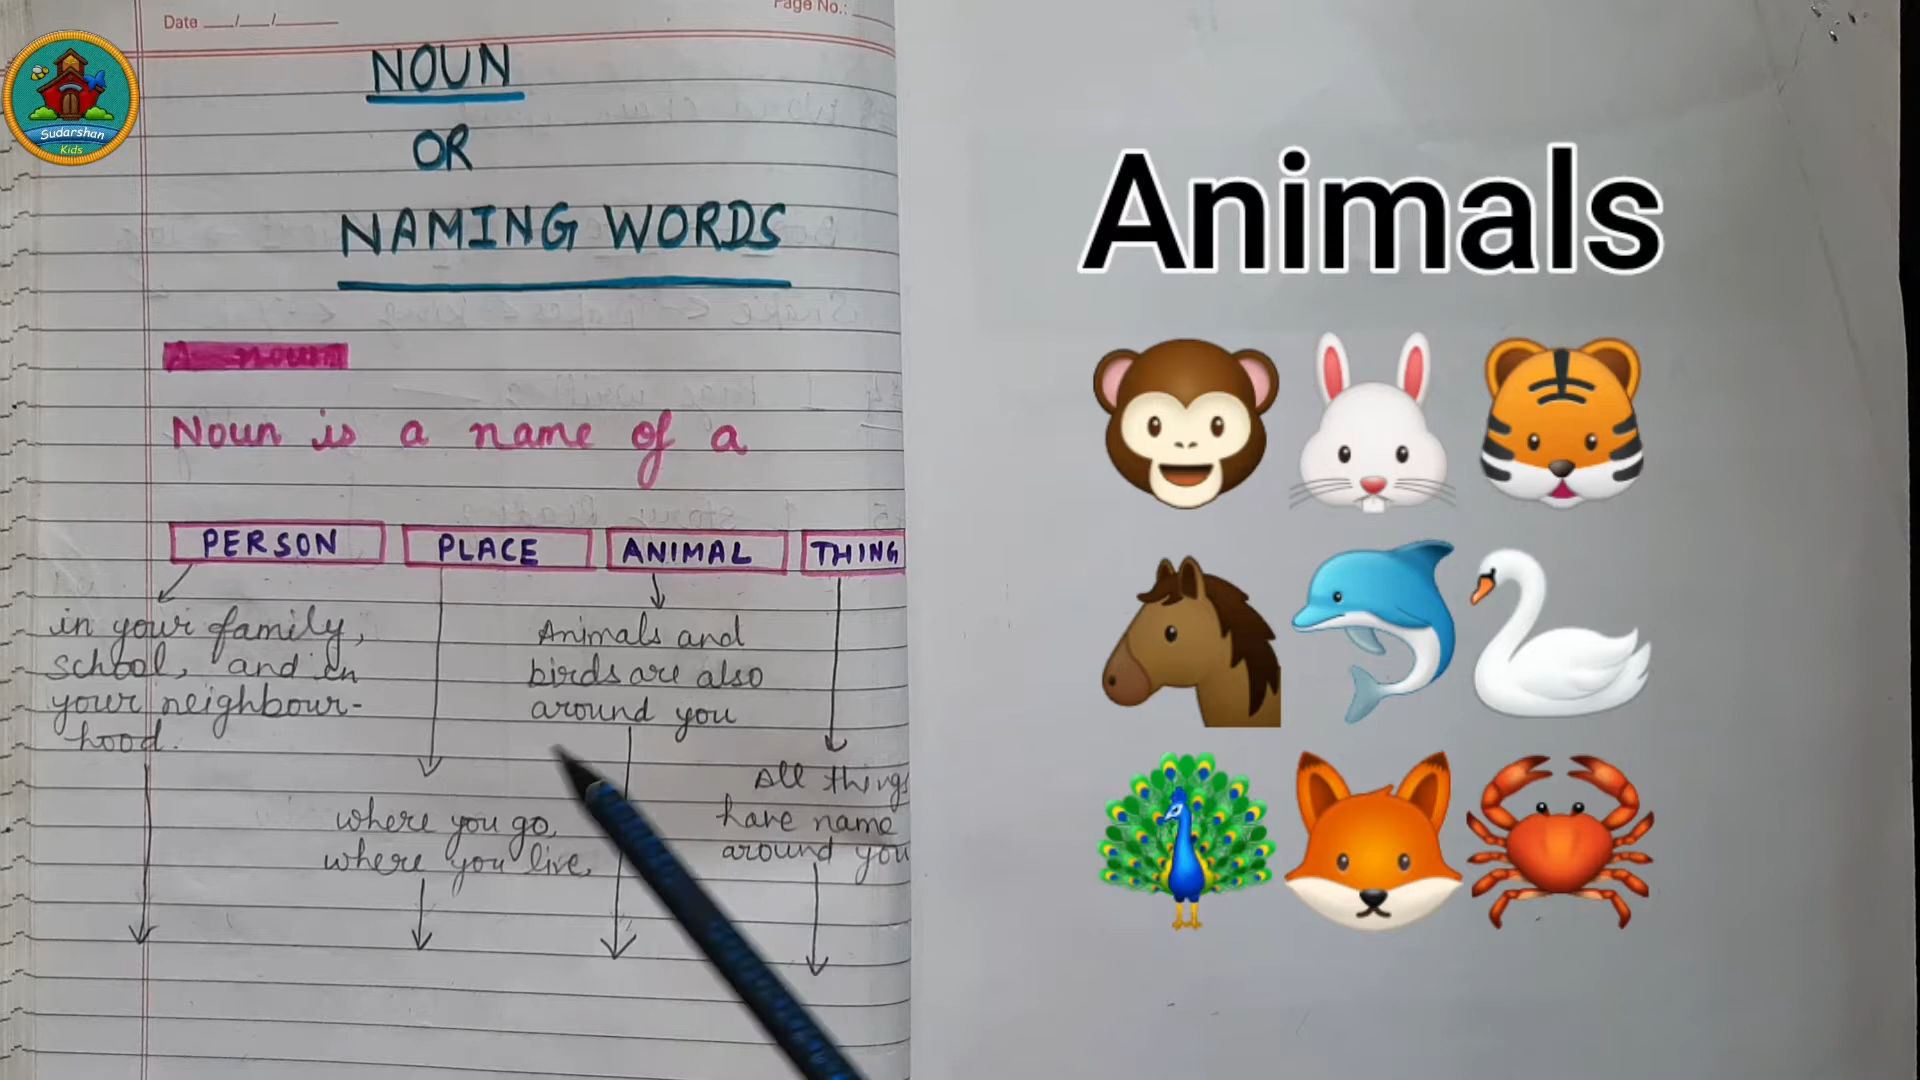 Date __/__/____
Page No.: __
Sudarshan
Kids
NOUN
OR
NAMING WORDS
A noun
Noun is a name of a
PERSON PLACE ANIMAL THING
in your family,
school, and in
your neighbour-
hood.
where you go,
where you live,
Animals and
birds are also
around you
All things
have name
around you
Animals